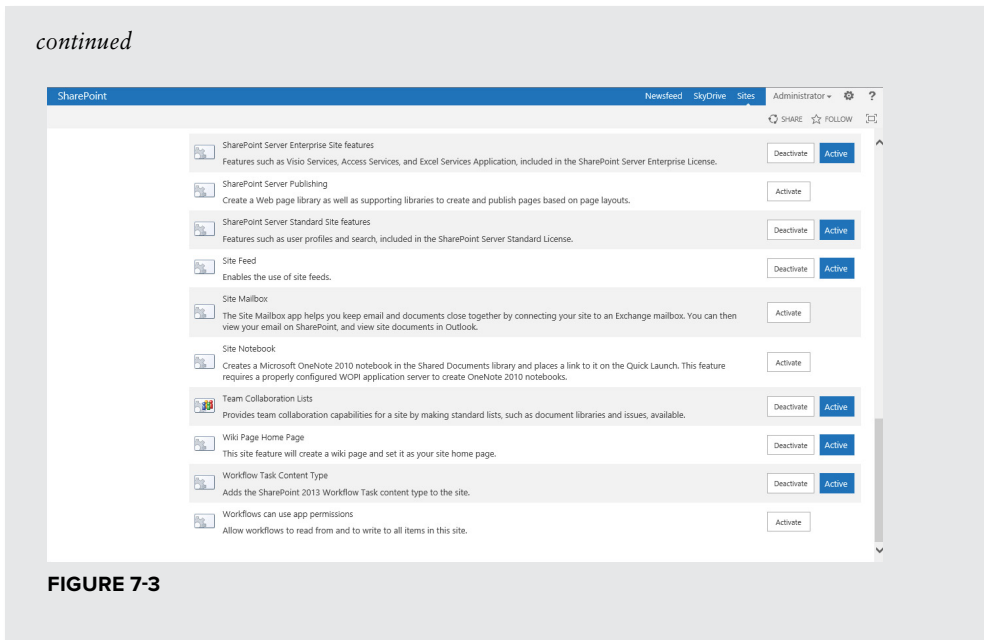 continued
SharePoint
Newsfeed SkyDrive Sites Administrator ?
SHARE FOLLOW
SharePoint Server Enterprise Site features
Features such as Visio Services, Access Services, and Excel Services Application, included in the SharePoint Server Enterprise License.
Deactivate Active
SharePoint Server Publishing
Create a Web page library as well as supporting libraries to create and publish pages based on page layouts.
Activate
SharePoint Server Standard Site features
Features such as user profiles and search, included in the SharePoint Server Standard License.
Deactivate Active
Site Feed
Enables the use of site feeds.
Deactivate Active
Site Mailbox
The Site Mailbox app helps you keep email and documents close together by connecting your site to an Exchange mailbox. You can then
view your email on SharePoint, and view site documents in Outlook.
Activate
Site Notebook
Creates a Microsoft OneNote 2010 notebook in the Shared Documents library and places a link to it on the Quick Launch. This feature
requires a properly configured WOPI application server to create OneNote 2010 notebooks.
Activate
Team Collaboration Lists
Provides team collaboration capabilities for a site by making standard lists, such as document libraries and issues, available.
Deactivate Active
Wiki Page Home Page
This site feature will create a wiki page and set it as your site home page.
Deactivate Active
Workflow Task Content Type
Adds the SharePoint 2013 Workflow Task content type to the site.
Deactivate Active
Workflows can use app permissions
Allow workflows to read from and to write to all items in this site.
Activate
FIGURE 7-3